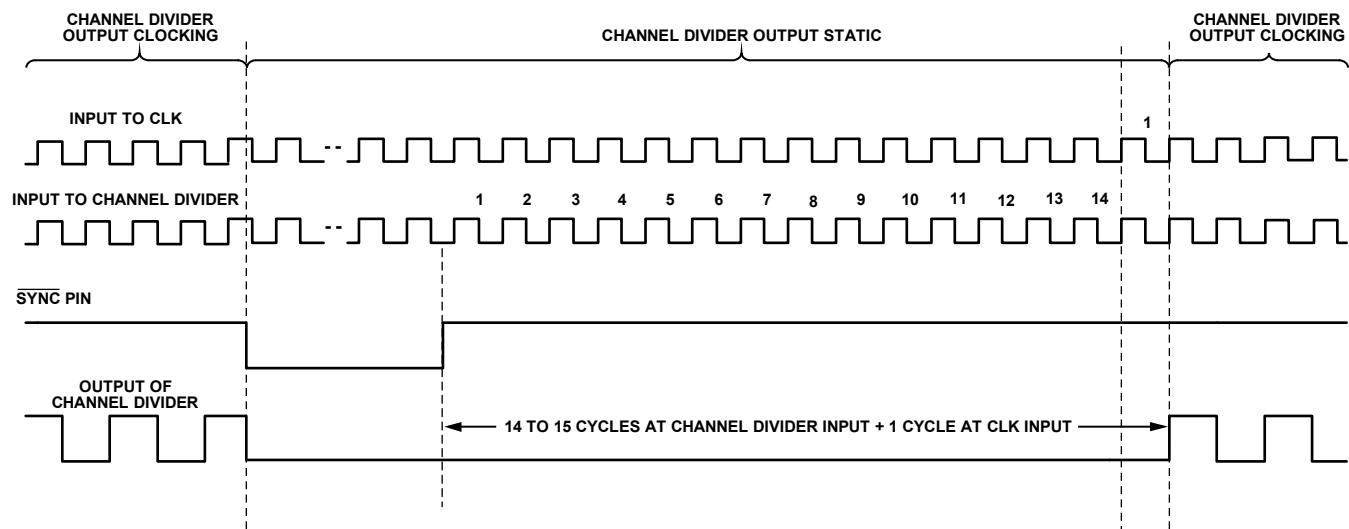 CHANNEL DIVIDER
OUTPUT CLOCKING
CHANNEL DIVIDER OUTPUT STATIC
CHANNEL DIVIDER
OUTPUT CLOCKING
INPUT TO CLK
1
INPUT TO CHANNEL DIVIDER
1 2 3 4 5 6 7 8 9 10 11 12 13 14
SYNC PIN
OUTPUT OF
CHANNEL DIVIDER
14 TO 15 CYCLES AT CHANNEL DIVIDER INPUT + 1 CYCLE AT CLK INPUT